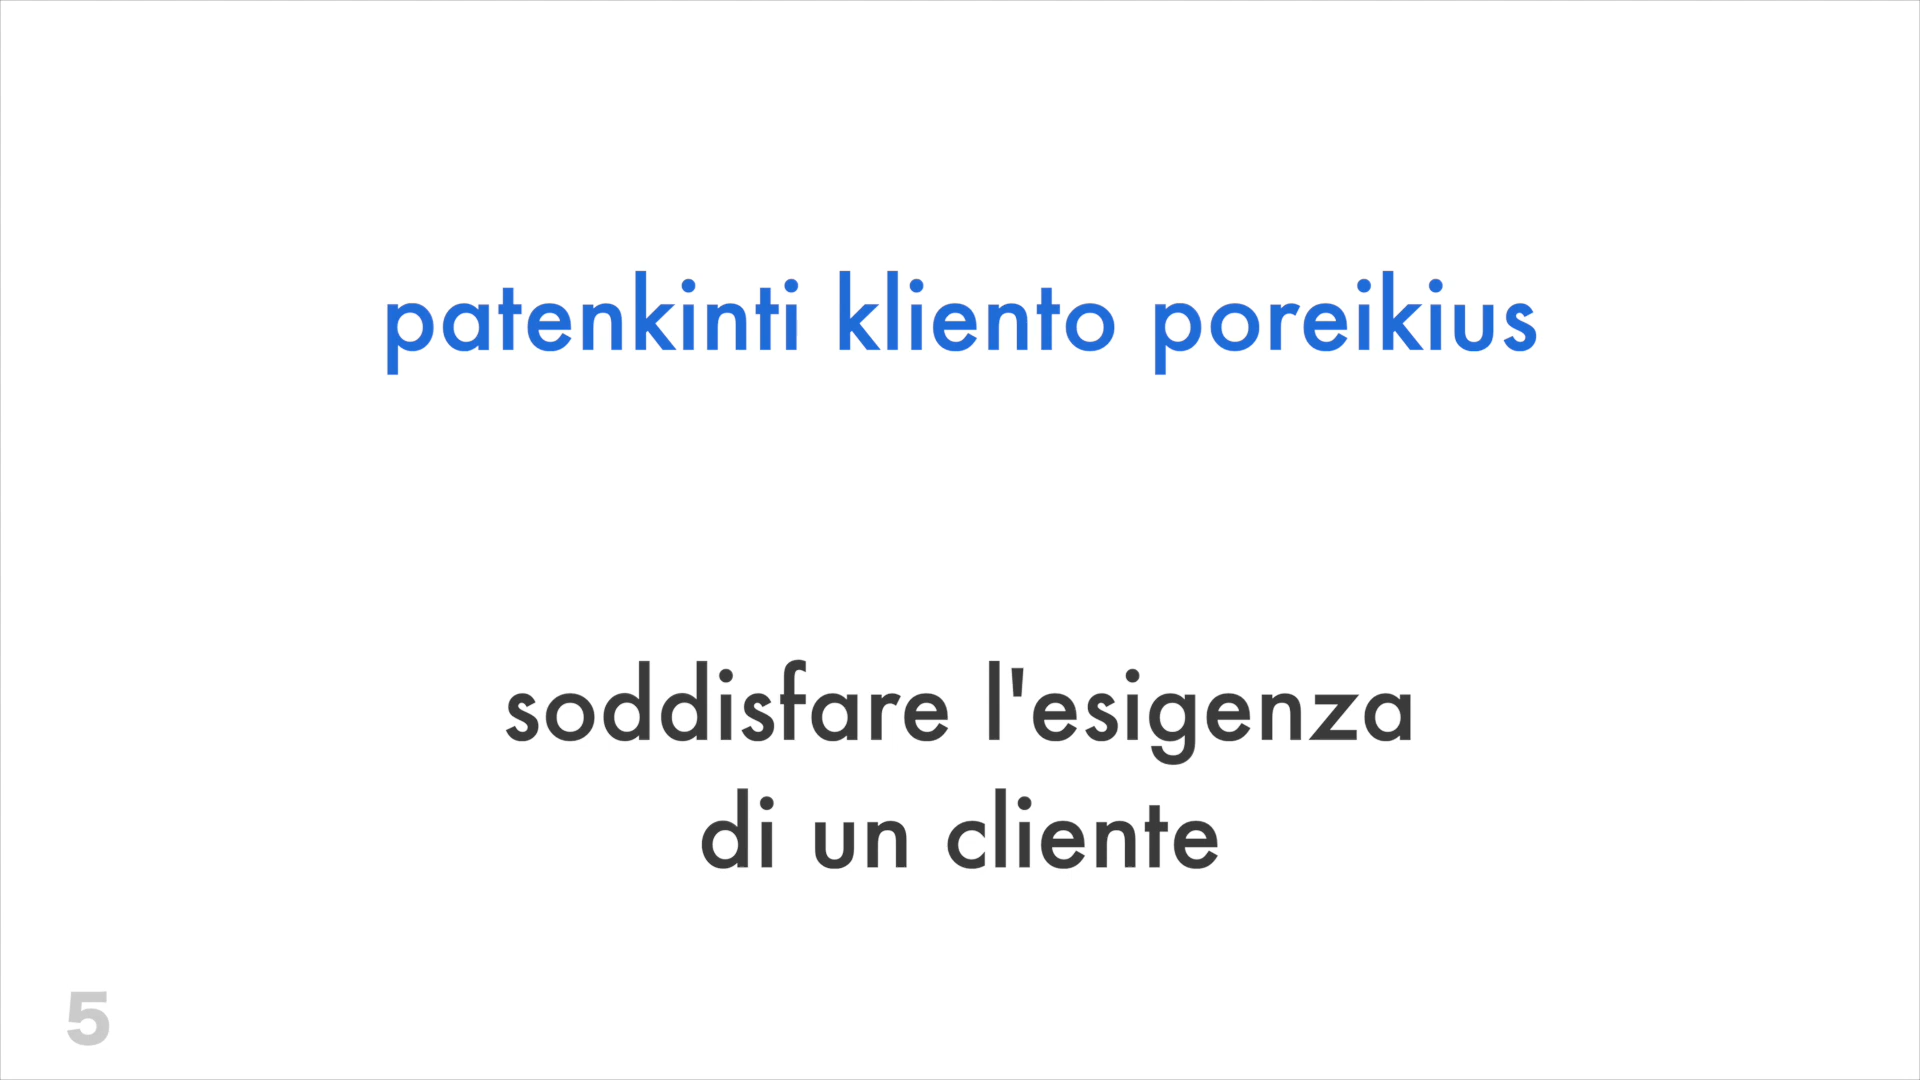 patenkinti kliento poreikius
soddisfare l'esigenza
di un cliente
5